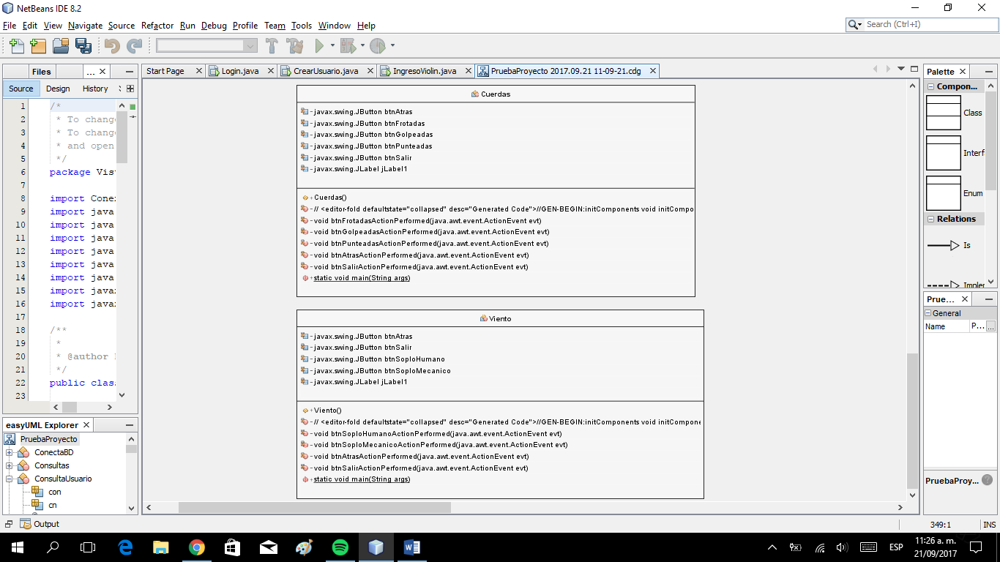 NetBeans IDE 8.2
File Edit View Navigate Source Refactor Run Debug Profile Team Tools Window Help
Search (Ctrl+I)
Files
...
Source Design History
1 /*
2 * To chang
3 * To chang
4 * and open
5 */
6 package Vis
7
8 import Cone
9 import java
10 import java
11 import java
12 import java
13 import java
14 import java
15 import java
16 import java
17
18 /**
19 *
20 * @author
21 */
22 public clas
23
easyUML Explorer
PruebaProyecto
ConectaBD
Consultas
ConsultaUsuario
con
cn
Output
Start Page Login.java CrearUsuario.java IngresoViolin.java PruebaProyecto 2017.09.21 11-09-21.cdg
Cuerdas
- javax.swing.JButton btnAtras
- javax.swing.JButton btnFrotadas
- javax.swing.JButton btnGolpeadas
- javax.swing.JButton btnPunteadas
- javax.swing.JButton btnSalir
- javax.swing.JLabel jLabel1
+ Cuerdas()
- // <editor-fold defaultstate="collapsed" desc="Generated Code">//GEN-BEGIN:initComponents void initCompo
- void btnFrotadasActionPerformed(java.awt.event.ActionEvent evt)
- void btnGolpeadasActionPerformed(java.awt.event.ActionEvent evt)
- void btnPunteadasActionPerformed(java.awt.event.ActionEvent evt)
- void btnAtrasActionPerformed(java.awt.event.ActionEvent evt)
- void btnSalirActionPerformed(java.awt.event.ActionEvent evt)
+ static void main(String args)
Viento
- javax.swing.JButton btnAtras
- javax.swing.JButton btnSalir
- javax.swing.JButton btnSoploHumano
- javax.swing.JButton btnSoploMecanico
- javax.swing.JLabel jLabel1
+ Viento()
- // <editor-fold defaultstate="collapsed" desc="Generated Code">//GEN-BEGIN:initComponents void initCompone
- void btnSoploHumanoActionPerformed(java.awt.event.ActionEvent evt)
- void btnSoploMecanicoActionPerformed(java.awt.event.ActionEvent evt)
- void btnAtrasActionPerformed(java.awt.event.ActionEvent evt)
- void btnSalirActionPerformed(java.awt.event.ActionEvent evt)
+ static void main(String args)
Palette
Compon...
Class
Interf
Enum
Relations
Is
Implem
Prue...
General
Name P... ...
PruebaProy...
349:1 INS
ESP
11:26 a. m.
21/09/2017